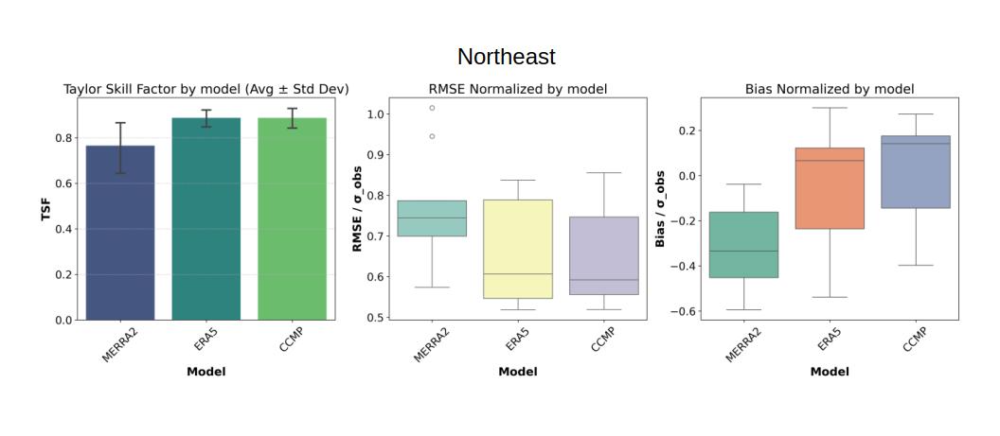 Northeast
Taylor Skill Factor by model (Avg ± Std Dev)
TSF
0.8
0.6
0.4
0.2
0.0
MERRA2
ERA5
CCMP
Model
RMSE Normalized by model
RMSE / σ_obs
1.0
0.9
0.8
0.7
0.6
0.5
MERRA2
ERA5
CCMP
Model
Bias Normalized by model
Bias / σ_obs
0.2
0.0
−0.2
−0.4
−0.6
MERRA2
ERA5
CCMP
Model